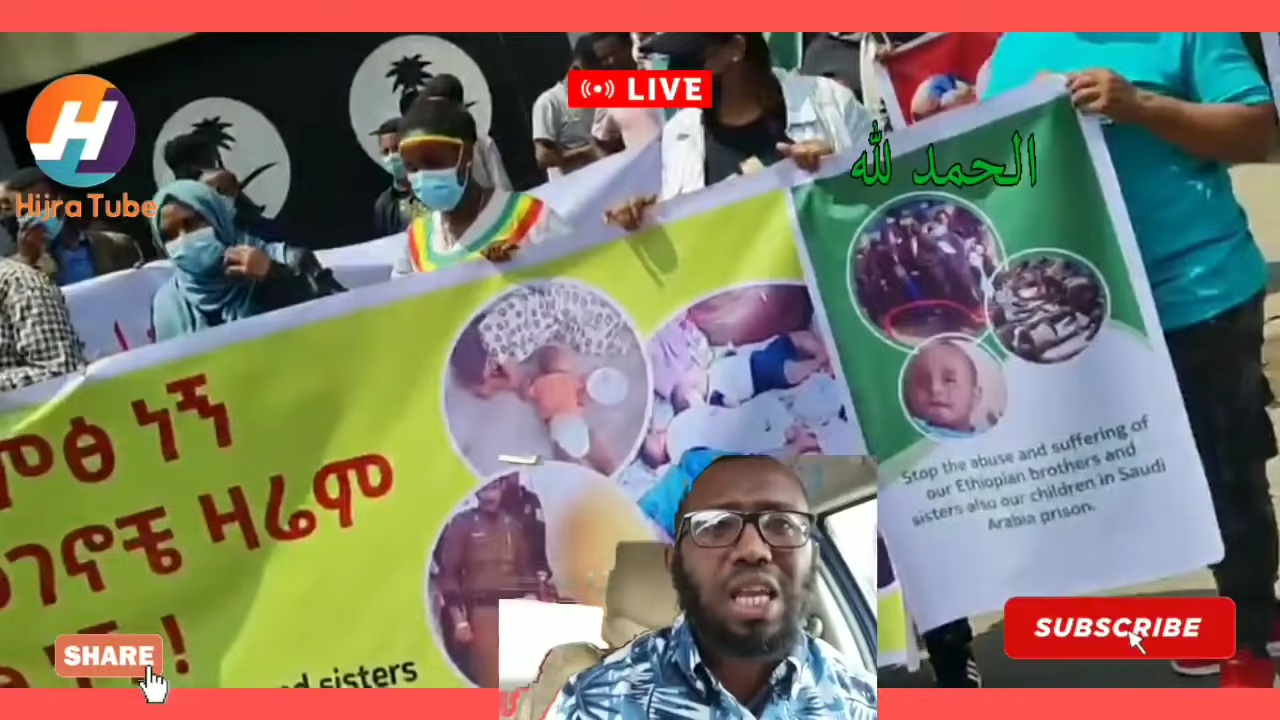 LIVE
H
Hijra Tube
الحمد لله
ምፅ ነኝ
ገኖቼ ዛሬም
!
sisters
Stop the abuse and suffering of
our Ethiopian brothers and
sisters also our children in Saudi
Arabia prison.
SUBSCRIBE
SHARE